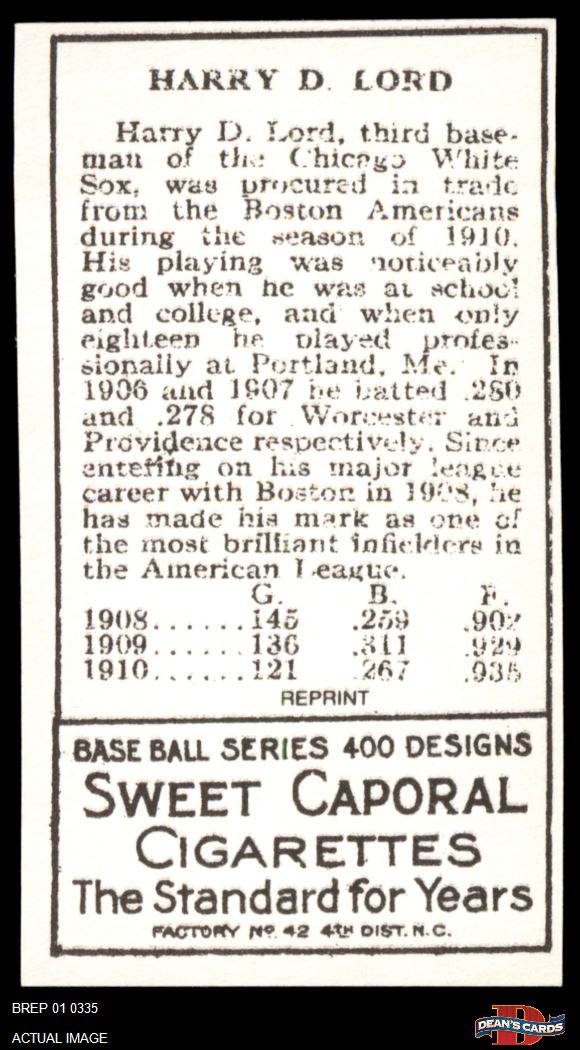 HARRY D. LORD
Harry D. Lord, third base-
man of the Chicago White
Sox, was procured in trade
from the Boston Americans
during the season of 1910.
His playing was noticeably
good when he was at school
and college, and when only
eighteen he played profes-
sionally at Portland, Me. In
1906 and 1907 he batted .280
and .278 for Worcester and
Providence respectively. Since
entering on his major league
career with Boston in 1908, he
has made his mark as one of
the most brilliant infielders in
the American League.
G. B. F.
1908......145 .259 .902
1909......136 .311 .929
1910......121 .267 .935
REPRINT
BASE BALL SERIES 400 DESIGNS
SWEET CAPORAL
CIGARETTES
The Standard for Years
FACTORY No. 42 4TH DIST. N.C.
BREP 01 0335
ACTUAL IMAGE
D
DEAN'S CARDS